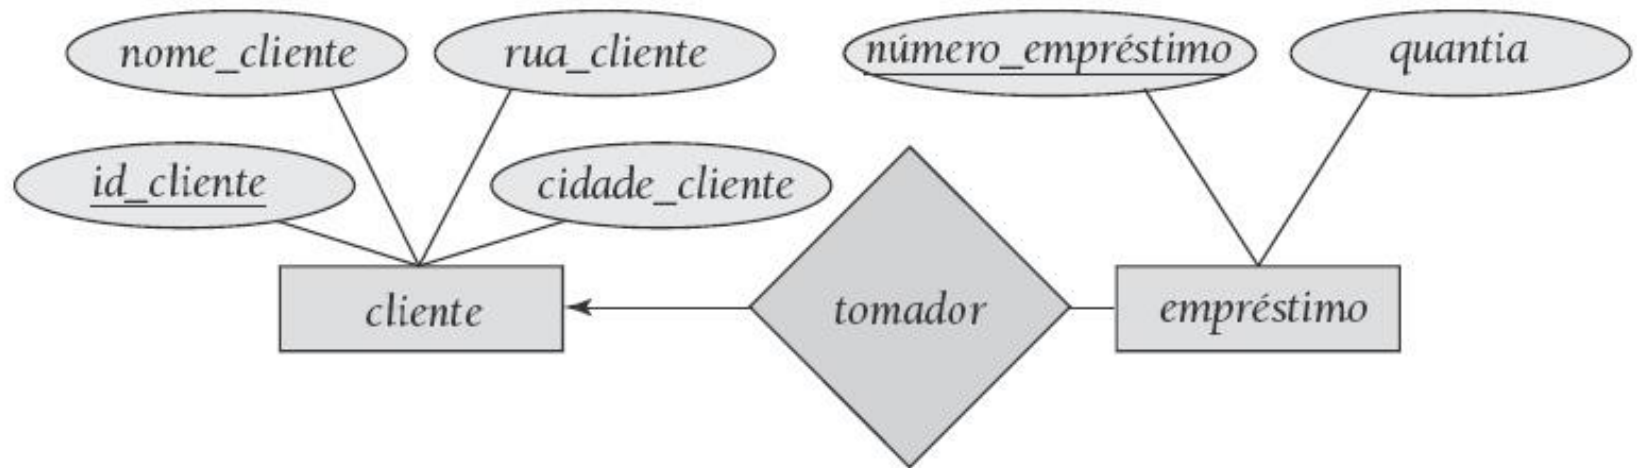 nome_cliente
rua_cliente
número_empréstimo
quantia
id_cliente
cidade_cliente
cliente
tomador
empréstimo